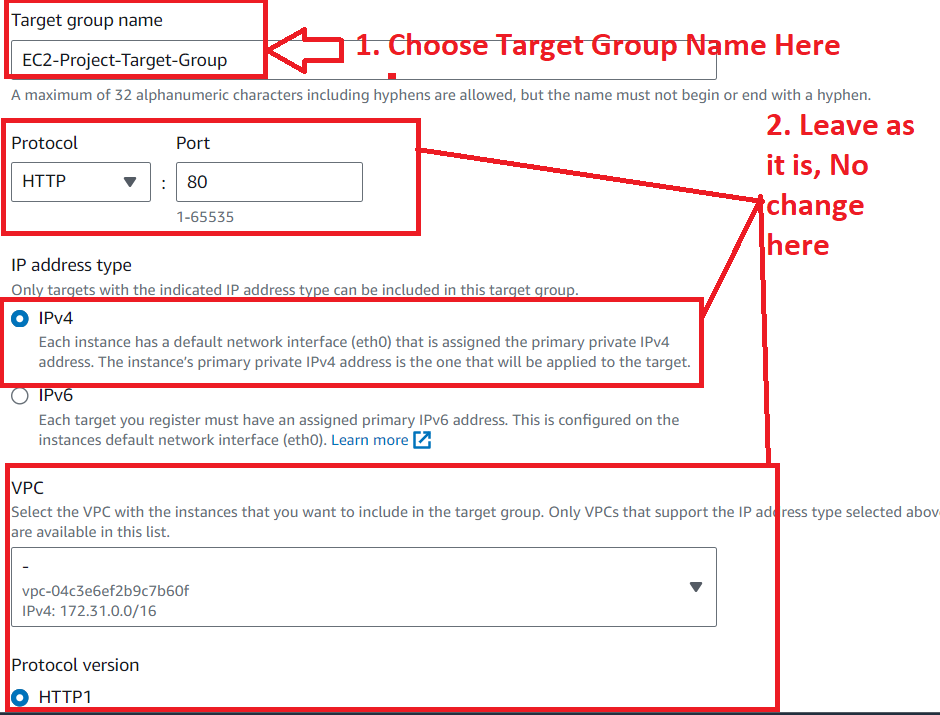 Target group name
1. Choose Target Group Name Here
EC2-Project-Target-Group
A maximum of 32 alphanumeric characters including hyphens are allowed, but the name must not begin or end with a hyphen.
2. Leave as
it is, No
change
here
Protocol Port
HTTP : 80
1-65535
IP address type
Only targets with the indicated IP address type can be included in this target group.
IPv4
Each instance has a default network interface (eth0) that is assigned the primary private IPv4
address. The instance's primary private IPv4 address is the one that will be applied to the target.
IPv6
Each target you register must have an assigned primary IPv6 address. This is configured on the
instances default network interface (eth0). Learn more
VPC
Select the VPC with the instances that you want to include in the target group. Only VPCs that support the IP address type selected above
are available in this list.
-
vpc-04c3e6ef2b9c7b60f
IPv4: 172.31.0.0/16
Protocol version
HTTP1